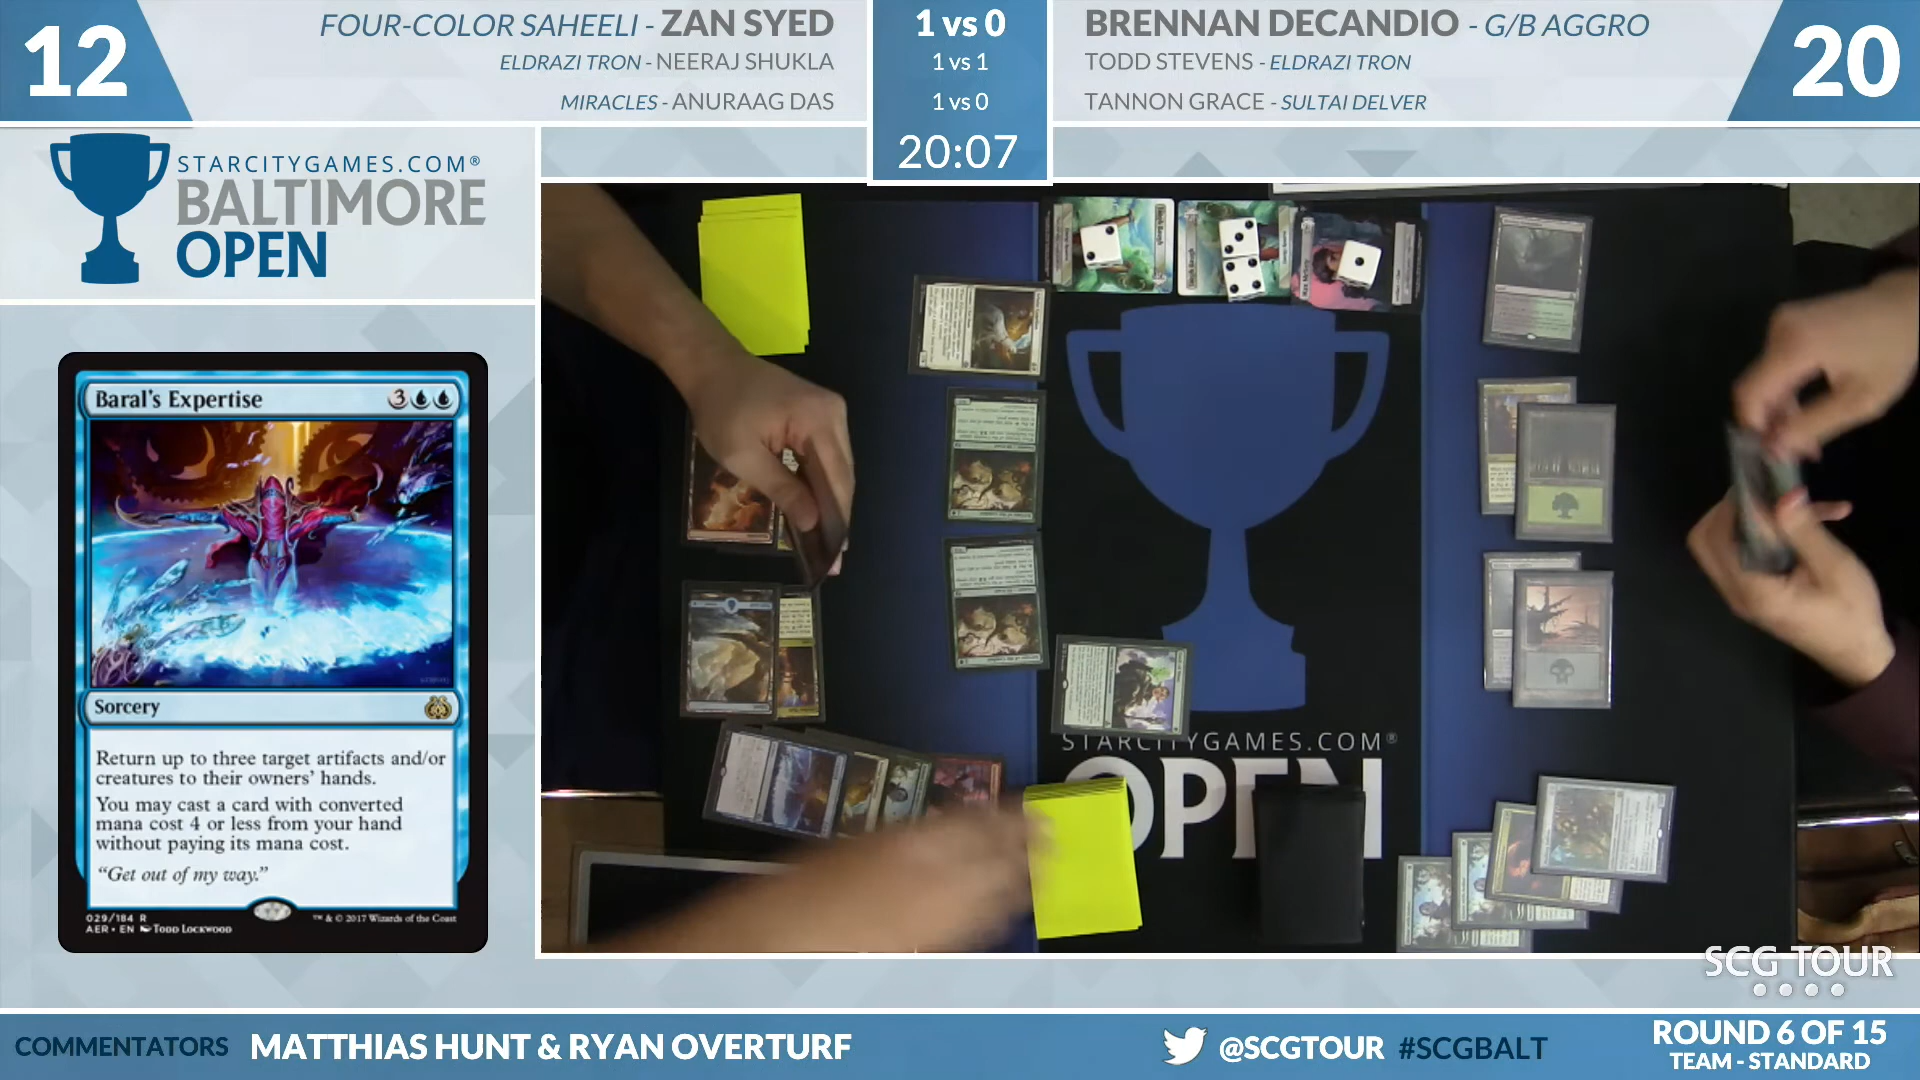 12
FOUR-COLOR SAHEELI - ZAN SYED
ELDRAZI TRON - NEERAJ SHUKLA
MIRACLES - ANURAAG DAS
1 vs 0
1 vs 1
1 vs 0
20:07
BRENNAN DECANDIO - G/B AGGRO
TODD STEVENS - ELDRAZI TRON
TANNON GRACE - SULTAI DELVER
20
STARCITYGAMES.COM®
BALTIMORE
OPEN
Baral's Expertise 3
Sorcery
Return up to three target artifacts and/or
creatures to their owners' hands.
You may cast a card with converted
mana cost 4 or less from your hand
without paying its mana cost.
"Get out of my way."
029/184 R
AER • EN TODD LOCKWOOD
™ & © 2017 Wizards of the Coast
STARCITYGAMES.COM®
OPEN
SCG TOUR
COMMENTATORS MATTHIAS HUNT & RYAN OVERTURF
@SCGTOUR #SCGBALT
ROUND 6 OF 15
TEAM - STANDARD